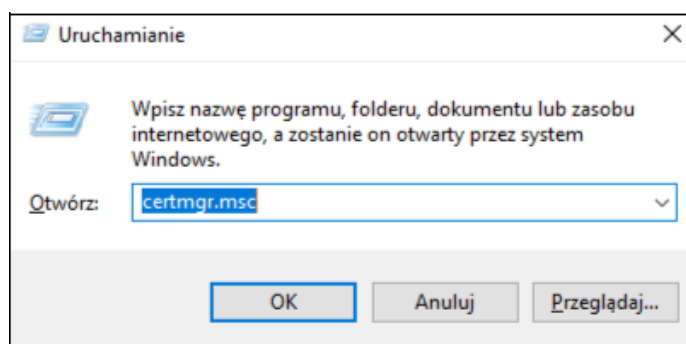 Uruchamianie
Wpisz nazwę programu, folderu, dokumentu lub zasobu
internetowego, a zostanie on otwarty przez system
Windows.
Otwórz: certmgr.msc
OK Anuluj Przeglądaj...